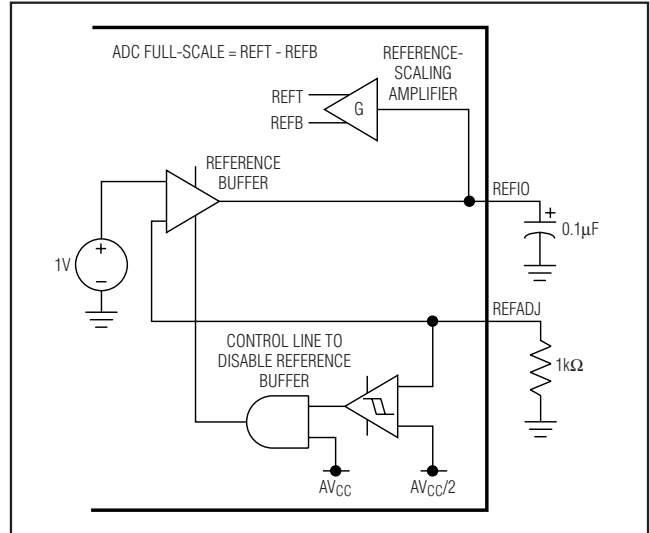 ADC FULL-SCALE = REFT - REFB
REFERENCE-
SCALING
AMPLIFIER
REFT
REFB
G
REFERENCE
BUFFER
REFIO
+
0.1μF
1V
+
−
REFADJ
CONTROL LINE TO
DISABLE REFERENCE
BUFFER
1kΩ
AVCC
AVCC/2